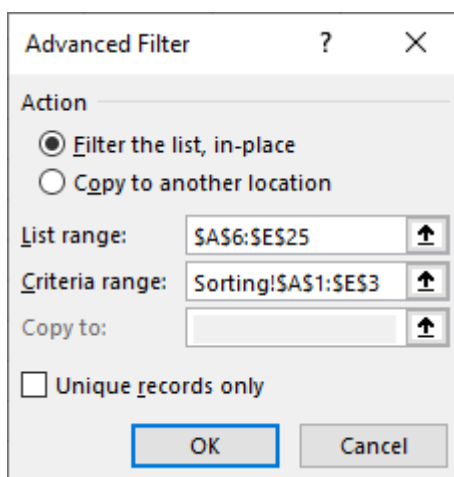 Advanced Filter ?
Action
Filter the list, in-place
Copy to another location
List range: $A$6:$E$25
Criteria range: Sorting!$A$1:$E$3
Copy to:
Unique records only
OK Cancel